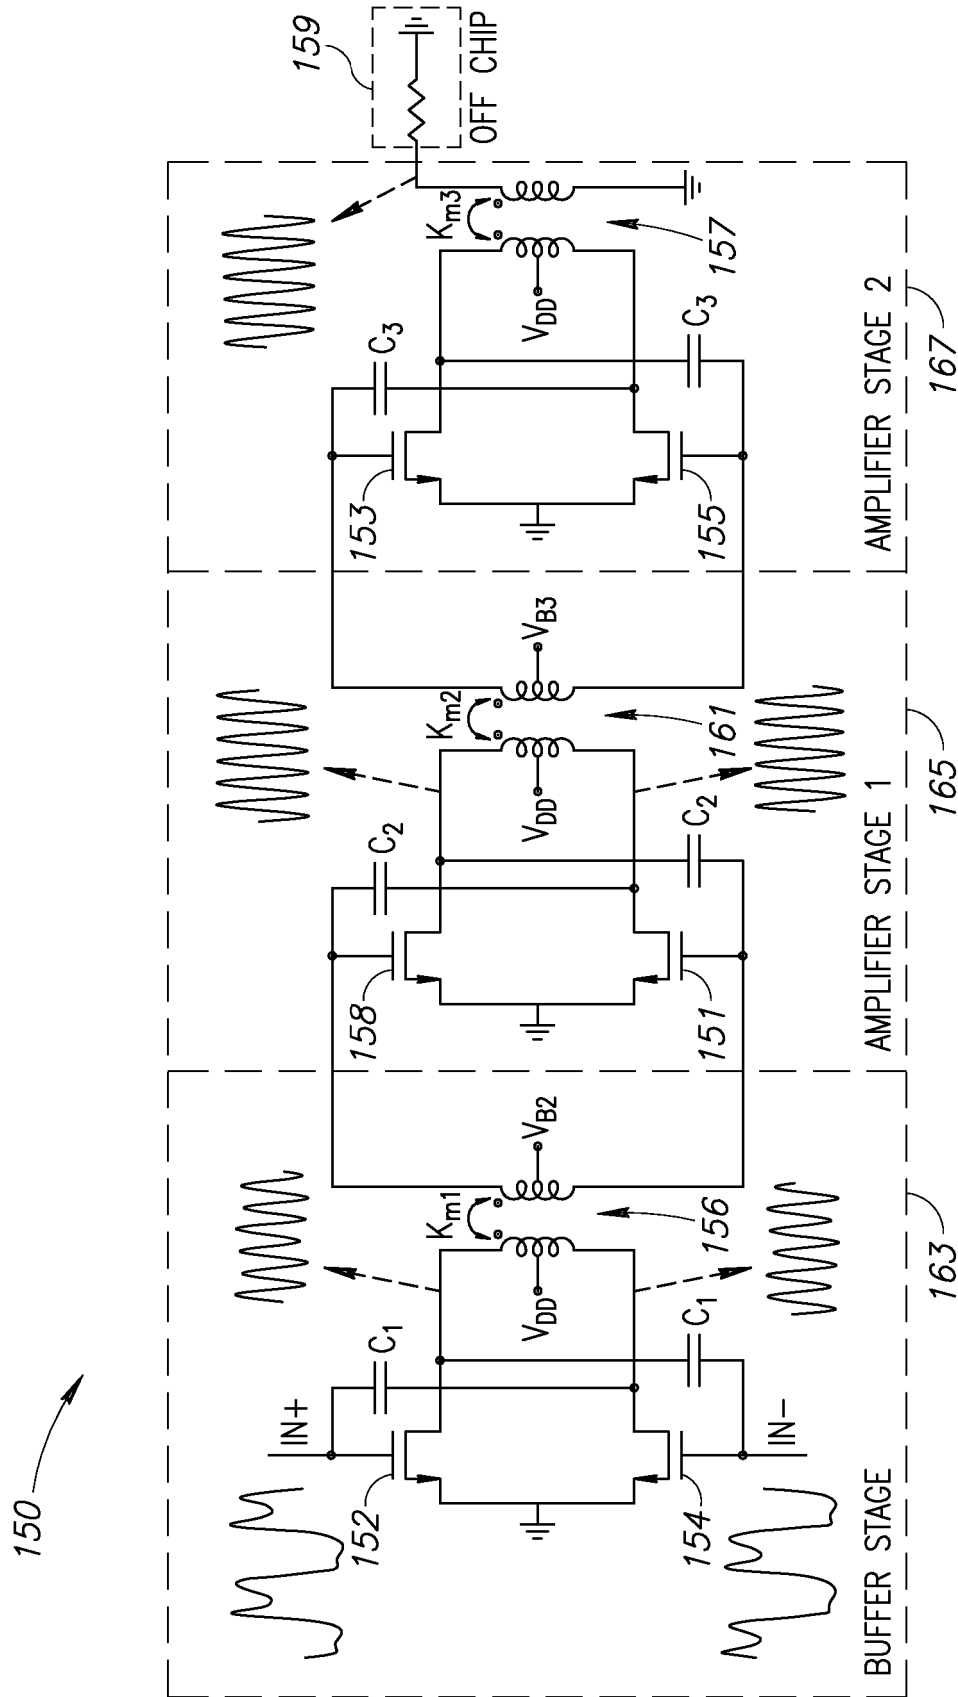 150
BUFFER STAGE
163
IN+
IN-
152
154
C1
C1
VDD
Km1
156
VB2
AMPLIFIER STAGE 1
165
158
151
C2
C2
VDD
Km2
161
VB3
AMPLIFIER STAGE 2
167
153
155
C3
C3
VDD
Km3
157
159
OFF CHIP